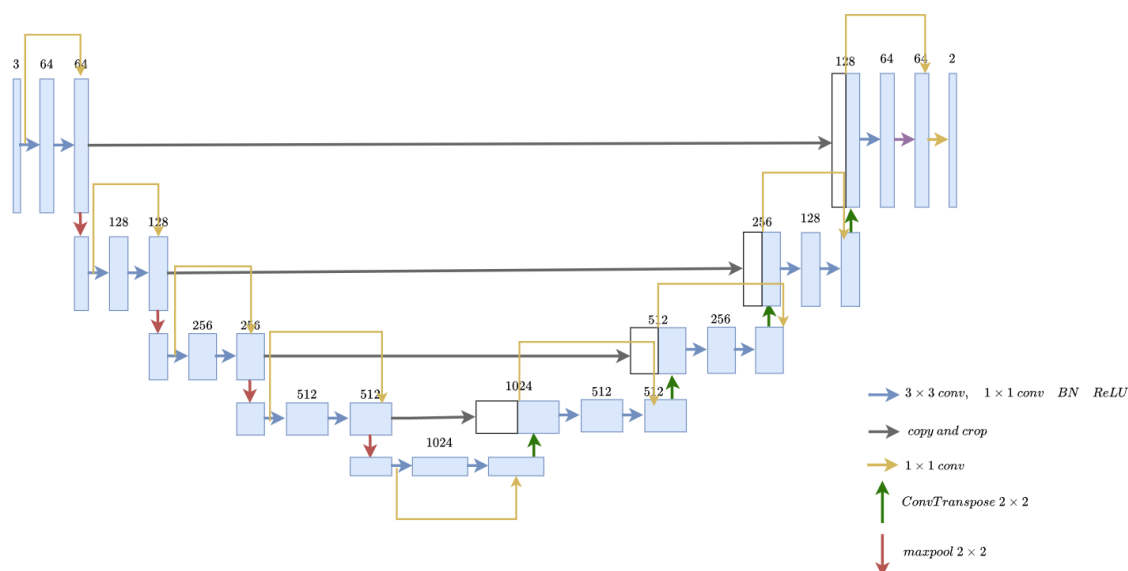 3 64 64
128 64 64 2
128 128
256 128
256 256
512 256
512 512
1024 512 512
1024
3 × 3 conv, 1 × 1 conv BN ReLU
copy and crop
1 × 1 conv
ConvTranspose 2 × 2
maxpool 2 × 2